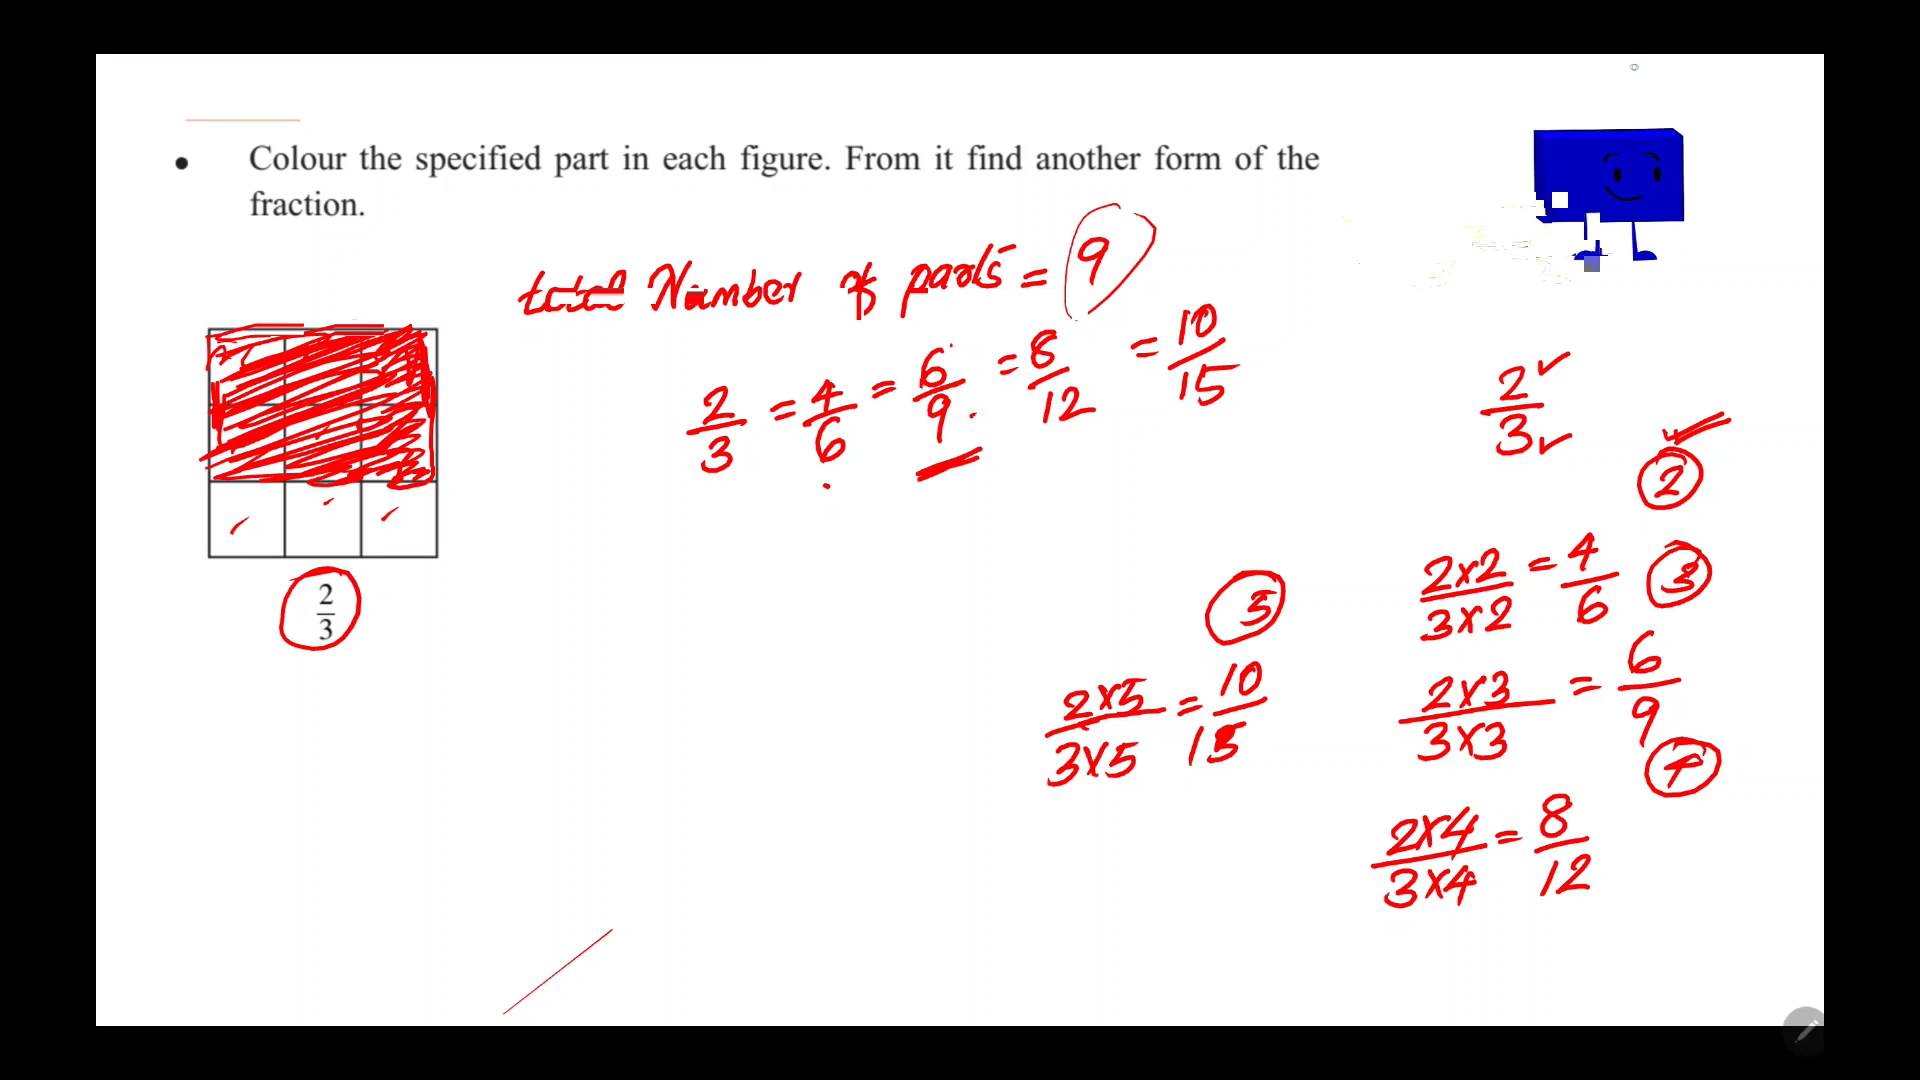 • Colour the specified part in each figure. From it find another form of the
fraction.
total Number of parts = 9
2/3 = 4/6 = 6/9 = 8/12 = 10/15
2/3
2
2/3
2×2/3×2 = 4/6
3
5
2×5/3×5 = 10/15
2×3/3×3 = 6/9
4
2×4/3×4 = 8/12